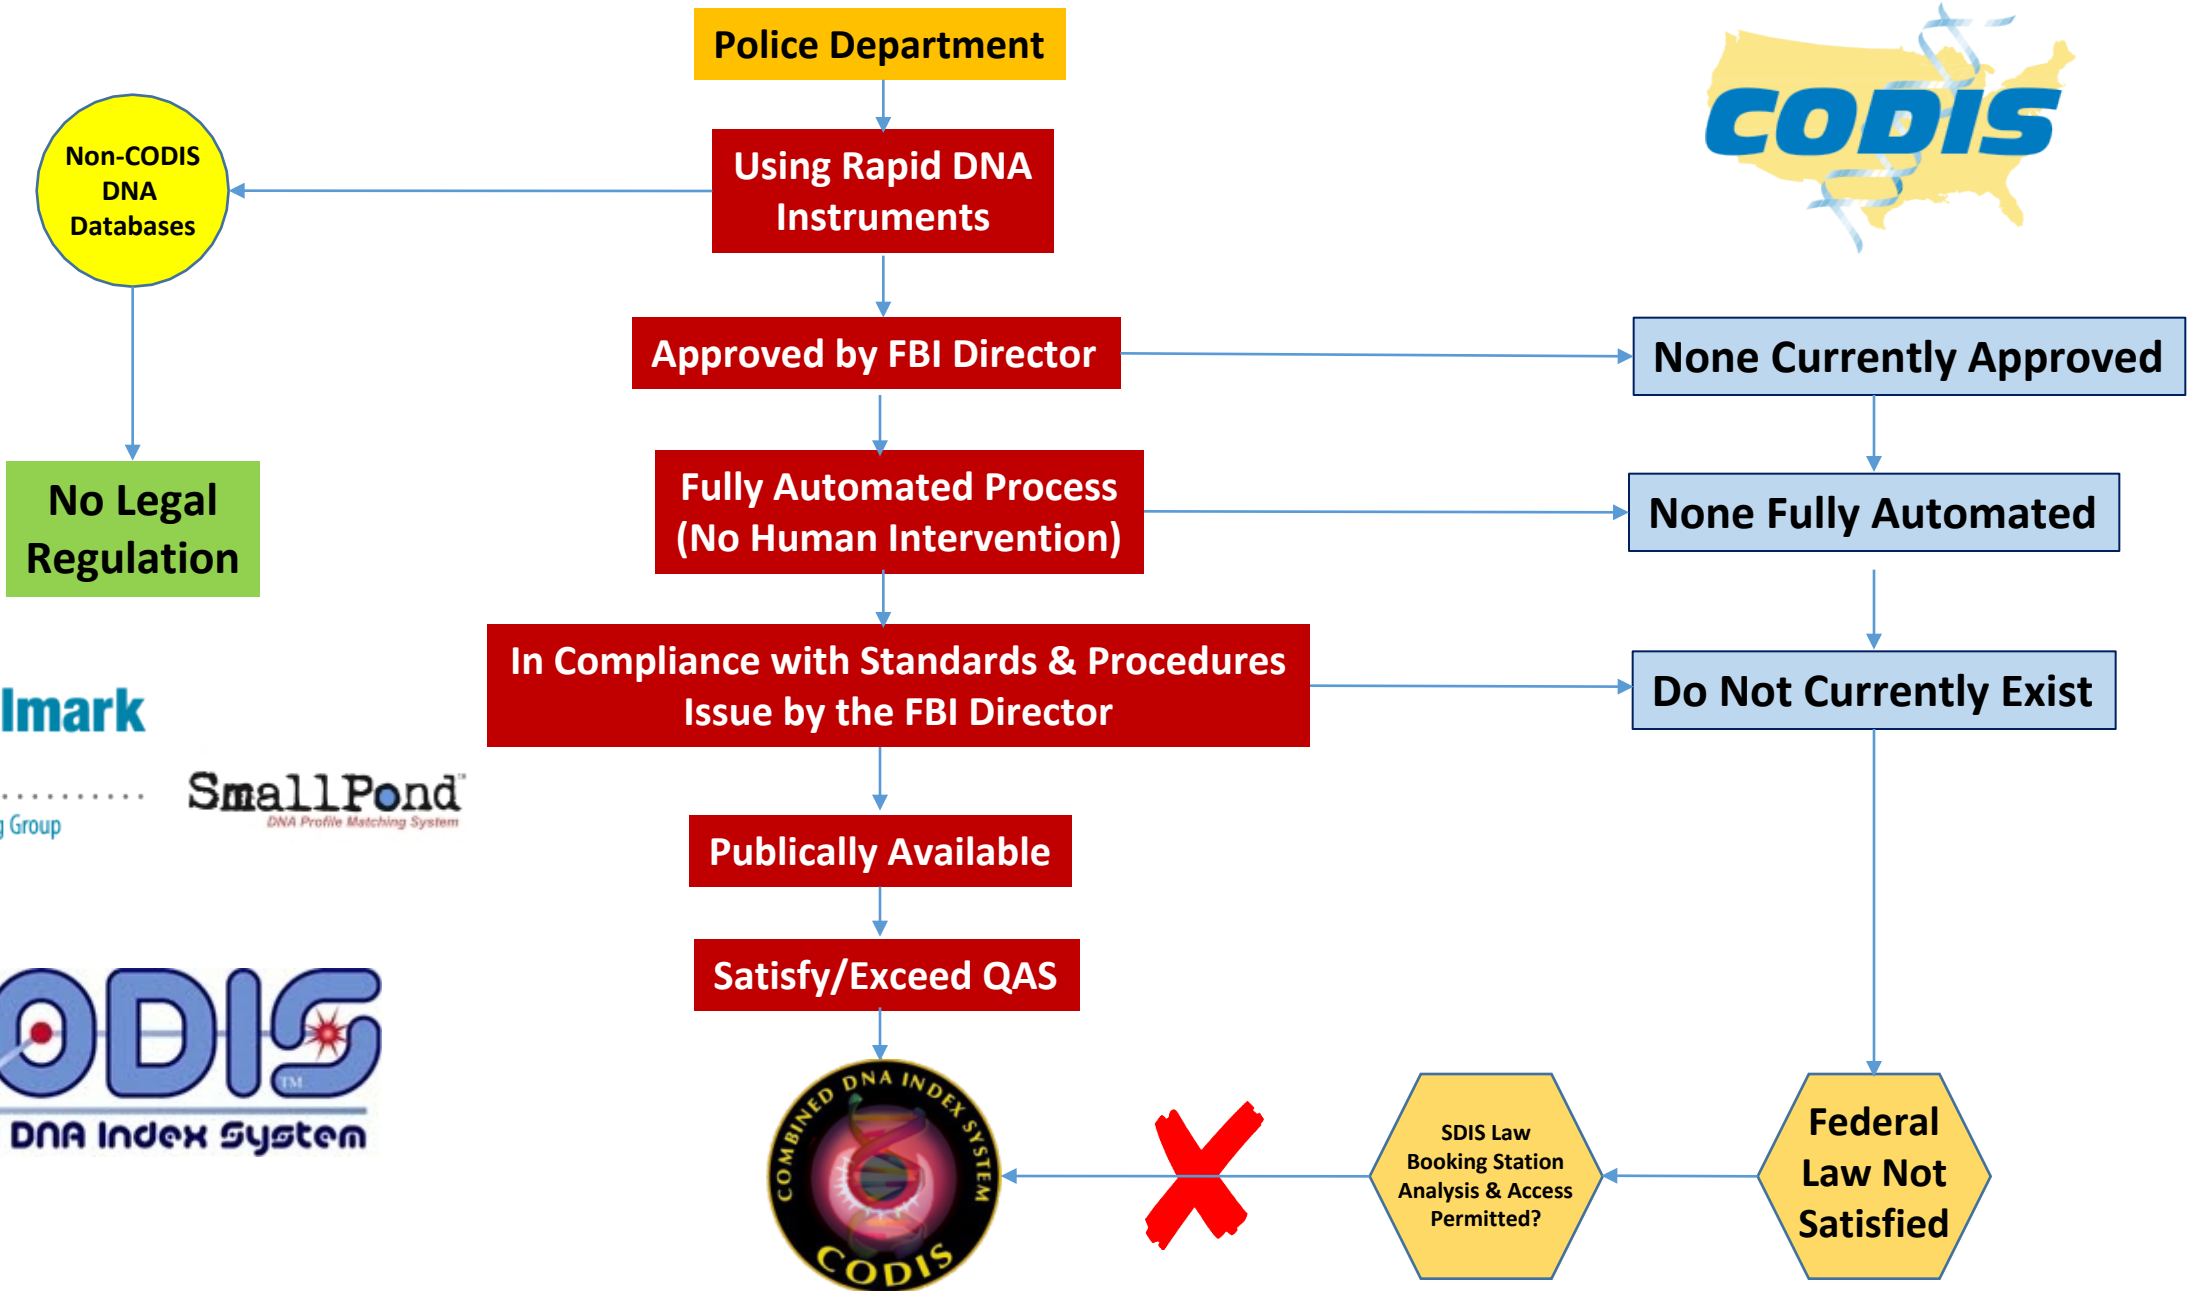 Police Department
CODIS
Non-CODIS
DNA
Databases
Using Rapid DNA
Instruments
Approved by FBI Director
None Currently Approved
No Legal
Regulation
Fully Automated Process
(No Human Intervention)
None Fully Automated
In Compliance with Standards & Procedures
Issue by the FBI Director
Do Not Currently Exist
lmark
g Group
SmallPond
DNA Profile Matching System
Publically Available
Satisfy/Exceed QAS
ODIS
TM
DNA Index System
COMBINED DNA INDEX SYSTEM
CODIS
SDIS Law
Booking Station
Analysis & Access
Permitted?
Federal
Law Not
Satisfied